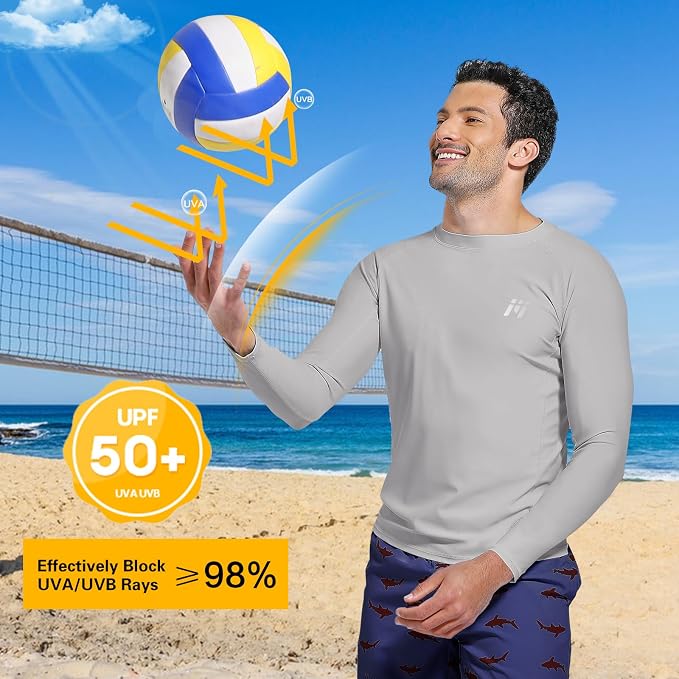 UVB
UVA
UPF
50+
UVA UVB
Effectively Block
UVA/UVB Rays
≥98%